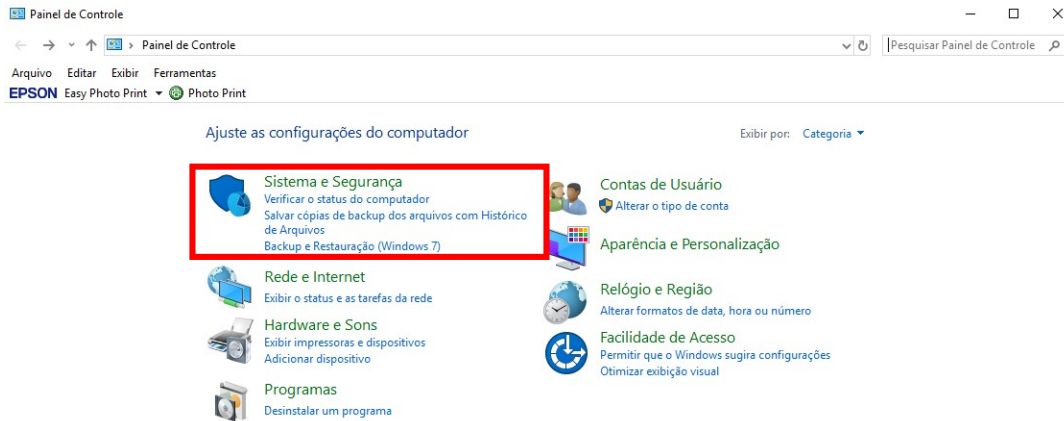 Painel de Controle
Painel de Controle
Pesquisar Painel de Controle
Arquivo Editar Exibir Ferramentas
EPSON Easy Photo Print Photo Print
Ajuste as configurações do computador
Exibir por: Categoria
Sistema e Segurança
Verificar o status do computador
Salvar cópias de backup dos arquivos com Histórico
de Arquivos
Backup e Restauração (Windows 7)
Rede e Internet
Exibir o status e as tarefas da rede
Hardware e Sons
Exibir impressoras e dispositivos
Adicionar dispositivo
Programas
Desinstalar um programa
Contas de Usuário
Alterar o tipo de conta
Aparência e Personalização
Relógio e Região
Alterar formatos de data, hora ou número
Facilidade de Acesso
Permitir que o Windows sugira configurações
Otimizar exibição visual